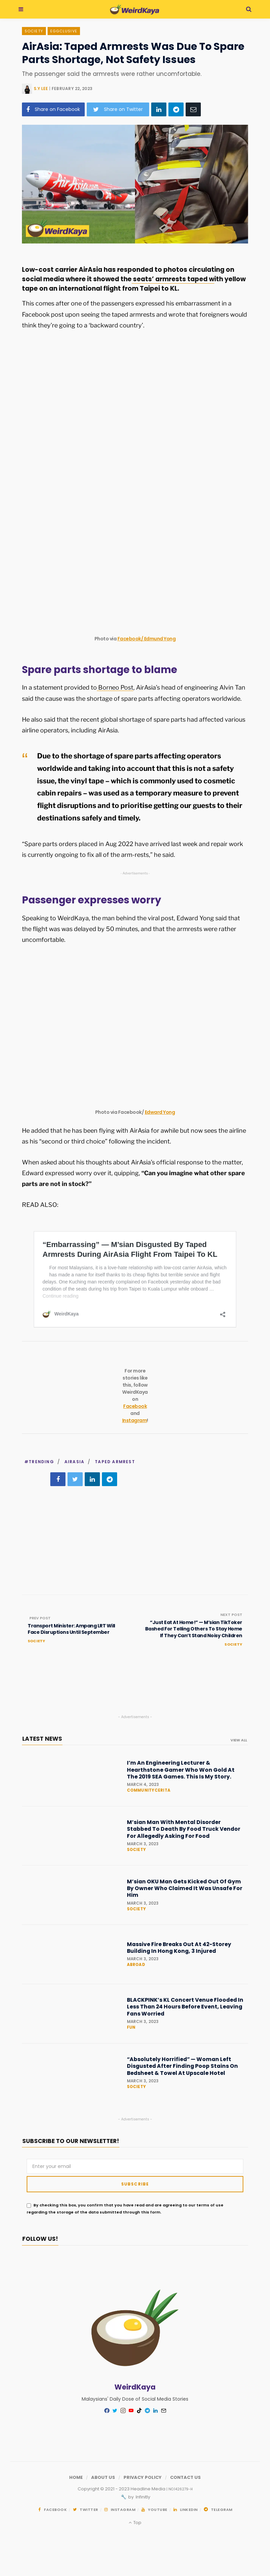 WeirdKaya
SOCIETY EXCLUSIVE
AirAsia: Taped Armrests Was Due To Spare
Parts Shortage, Not Safety Issues
The passenger said the armrests were rather uncomfortable.
S Y LEE | FEBRUARY 22, 2023
Share on Facebook Share on Twitter
WeirdKaya
Low-cost carrier AirAsia has responded to photos circulating on
social media where it showed the seats’ armrests taped with yellow
tape on an international flight from Taipei to KL.
This comes after one of the passengers expressed his embarrassment in a
Facebook post upon seeing the taped armrests and wrote that foreigners would
think they’re going to a ‘backward country’.
Photo via Facebook/ Edmund Yong
Spare parts shortage to blame
In a statement provided to Borneo Post, AirAsia’s head of engineering Alvin Tan
said the cause was the shortage of spare parts affecting operators worldwide.
He also said that the recent global shortage of spare parts had affected various
airline operators, including AirAsia.
“ Due to the shortage of spare parts affecting operators
worldwide and taking into account that this is not a safety
issue, the vinyl tape – which is commonly used to cosmetic
cabin repairs – was used as a temporary measure to prevent
flight disruptions and to prioritise getting our guests to their
destinations safely and timely.
“Spare parts orders placed in Aug 2022 have arrived last week and repair work
is currently ongoing to fix all of the arm-rests,” he said.
- Advertisements -
Passenger expresses worry
Speaking to WeirdKaya, the man behind the viral post, Edward Yong said that
the flight was was delayed by 50 minutes, and that the armrests were rather
uncomfortable.
Photo via Facebook/ Edward Yong
He added that he has been flying with AirAsia for awhile but now sees the airline
as his “second or third choice” following the incident.
When asked about his thoughts about AirAsia’s official response to the matter,
Edward expressed worry over it, quipping, “Can you imagine what other spare
parts are not in stock?”
READ ALSO:
“Embarrassing” — M’sian Disgusted By Taped
Armrests During AirAsia Flight From Taipei To KL
For most Malaysians, it’s likely we have a love-hate relationship with low-cost carrier AirAsia, which
has made a name for itself thanks to its cheap flights but terrible service and flight
delays. One Kuching man recently complained on Facebook yesterday about the bad
condition of the seats during his trip from Taipei to Kuala Lumpur while onboard …
Continue reading
WeirdKaya
For more
stories like
this, follow
WeirdKaya
on
Facebook
and
Instagram!
#TRENDING / AIRASIA / TAPED ARMREST
PREV POST
Transport Minister: Ampang LRT Will
Face Disruptions Until September
SOCIETY
NEXT POST
“Just Eat At Home!” — M’sian TikToker
Bashed For Telling Others To Stay Home
If They Can’t Stand Noisy Children
SOCIETY
- Advertisements -
LATEST NEWS
VIEW ALL
I’m An Engineering Lecturer &
Hearthstone Gamer Who Won Gold At
The 2019 SEA Games. This Is My Story.
MARCH 4, 2023
COMMUNITYCERITA
M’sian Man With Mental Disorder
Stabbed To Death By Food Truck Vendor
For Allegedly Asking For Food
MARCH 3, 2023
SOCIETY
M’sian OKU Man Gets Kicked Out Of Gym
By Owner Who Claimed It Was Unsafe For
Him
MARCH 3, 2023
SOCIETY
Massive Fire Breaks Out At 42-Storey
Building In Hong Kong, 3 Injured
MARCH 3, 2023
ABROAD
BLACKPINK’s KL Concert Venue Flooded In
Less Than 24 Hours Before Event, Leaving
Fans Worried
MARCH 3, 2023
FUN
“Absolutely Horrified” — Woman Left
Disgusted After Finding Poop Stains On
Bedsheet & Towel At Upscale Hotel
MARCH 3, 2023
SOCIETY
- Advertisements -
SUBSCRIBE TO OUR NEWSLETTER!
Enter your email
SUBSCRIBE
By checking this box, you confirm that you have read and are agreeing to our terms of use
regarding the storage of the data submitted through this form.
FOLLOW US!
WeirdKaya
Malaysians' Daily Dose of Social Media Stories
HOME ABOUT US PRIVACY POLICY CONTACT US
Copyright © 2021 - 2023 Headline Media
by Infinity
FACEBOOK TWITTER INSTAGRAM YOUTUBE LINKEDIN TELEGRAM
Top